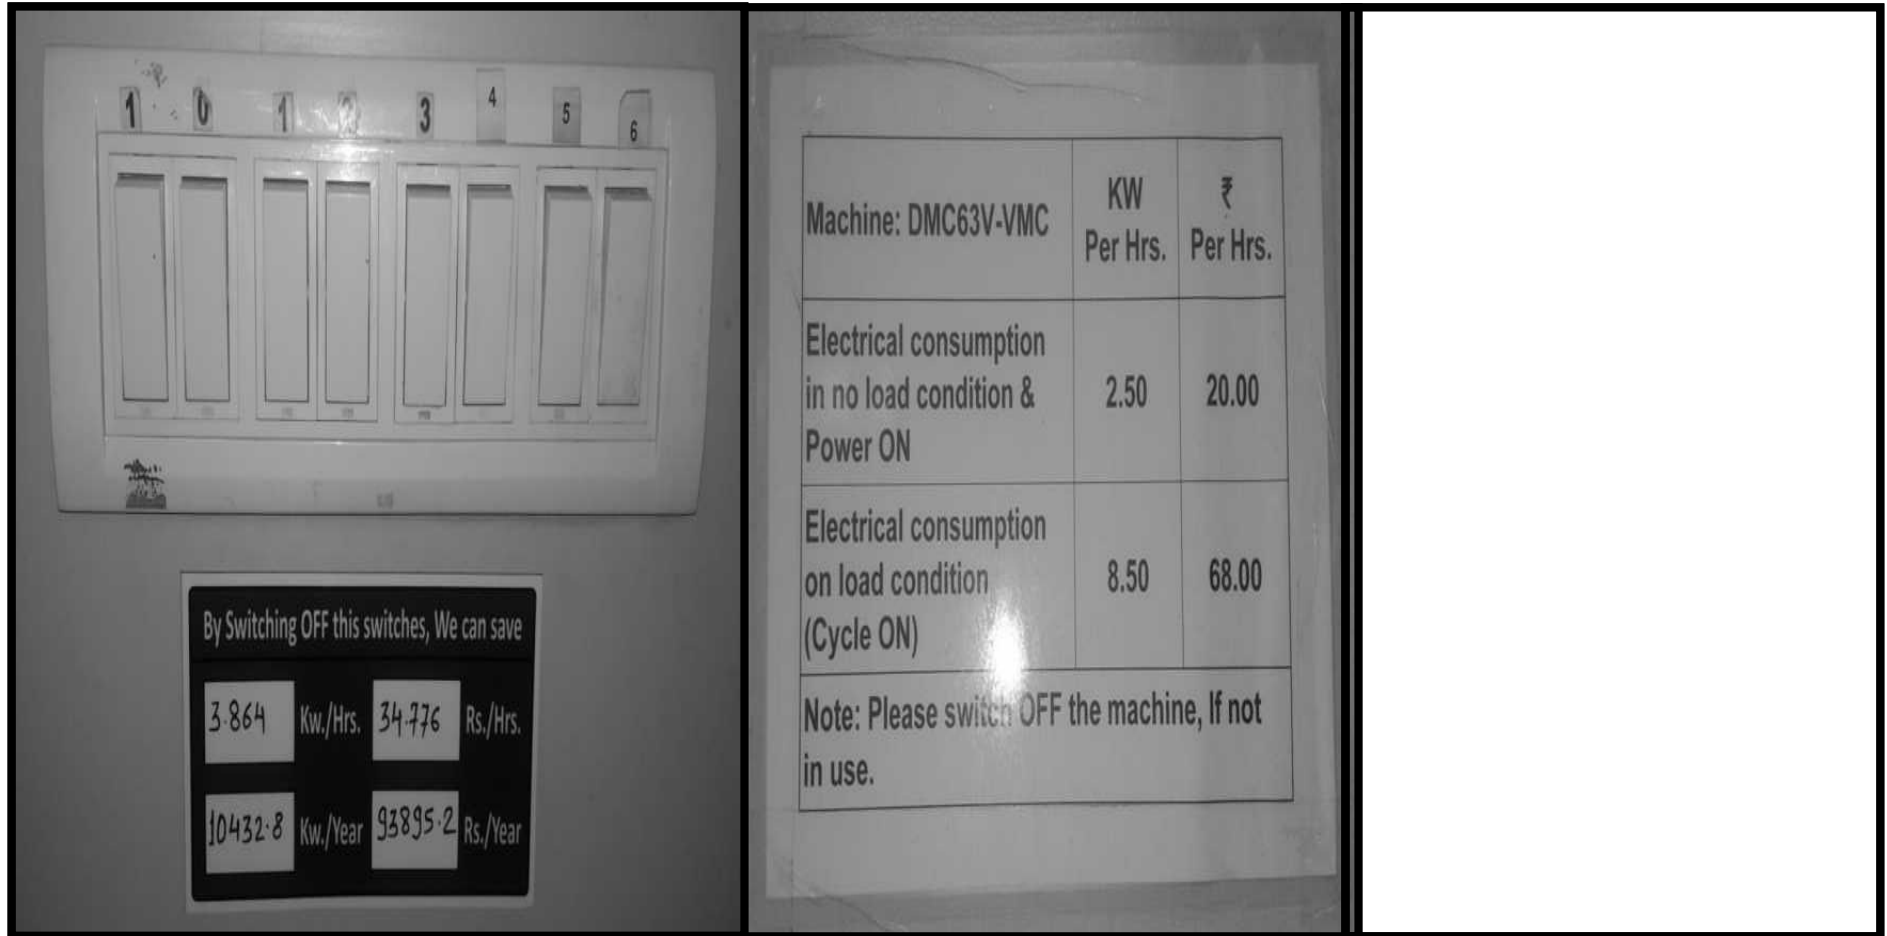 1 0 1 2 3 4 5 6
By Switching OFF this switches, We can save
3.864 Kw./Hrs. 34.776 Rs./Hrs.
10432.8 Kw./Year 93895.2 Rs./Year
Machine: DMC63V-VMC
KW
Per Hrs.
₹
Per Hrs.
Electrical consumption
in no load condition &
Power ON
2.50
20.00
Electrical consumption
on load condition
(Cycle ON)
8.50
68.00
Note: Please switch OFF the machine, If not
in use.